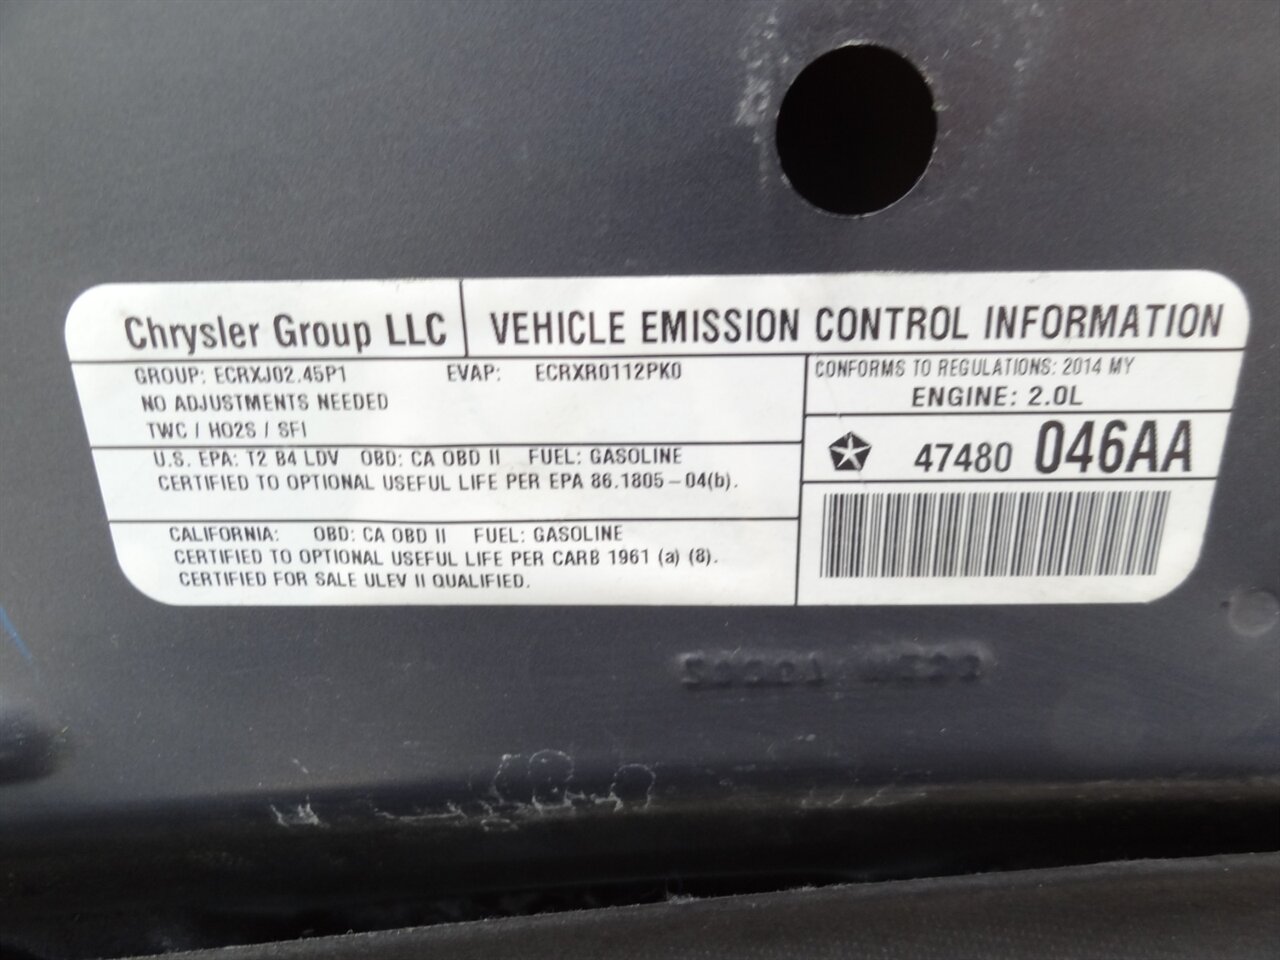 Chrysler Group LLC VEHICLE EMISSION CONTROL INFORMATION
GROUP: ECRXJ02.45P1 EVAP: ECRXR0112PK0
NO ADJUSTMENTS NEEDED
TWC / HO2S / SFI
CONFORMS TO REGULATIONS: 2014 MY
ENGINE: 2.0L
47480 046AA
U.S. EPA: T2 B4 LDV OBD: CA OBD II FUEL: GASOLINE
CERTIFIED TO OPTIONAL USEFUL LIFE PER EPA 86.1805-04(b).
CALIFORNIA: OBD: CA OBD II FUEL: GASOLINE
CERTIFIED TO OPTIONAL USEFUL LIFE PER CARB 1961 (a) (8).
CERTIFIED FOR SALE ULEV II QUALIFIED.